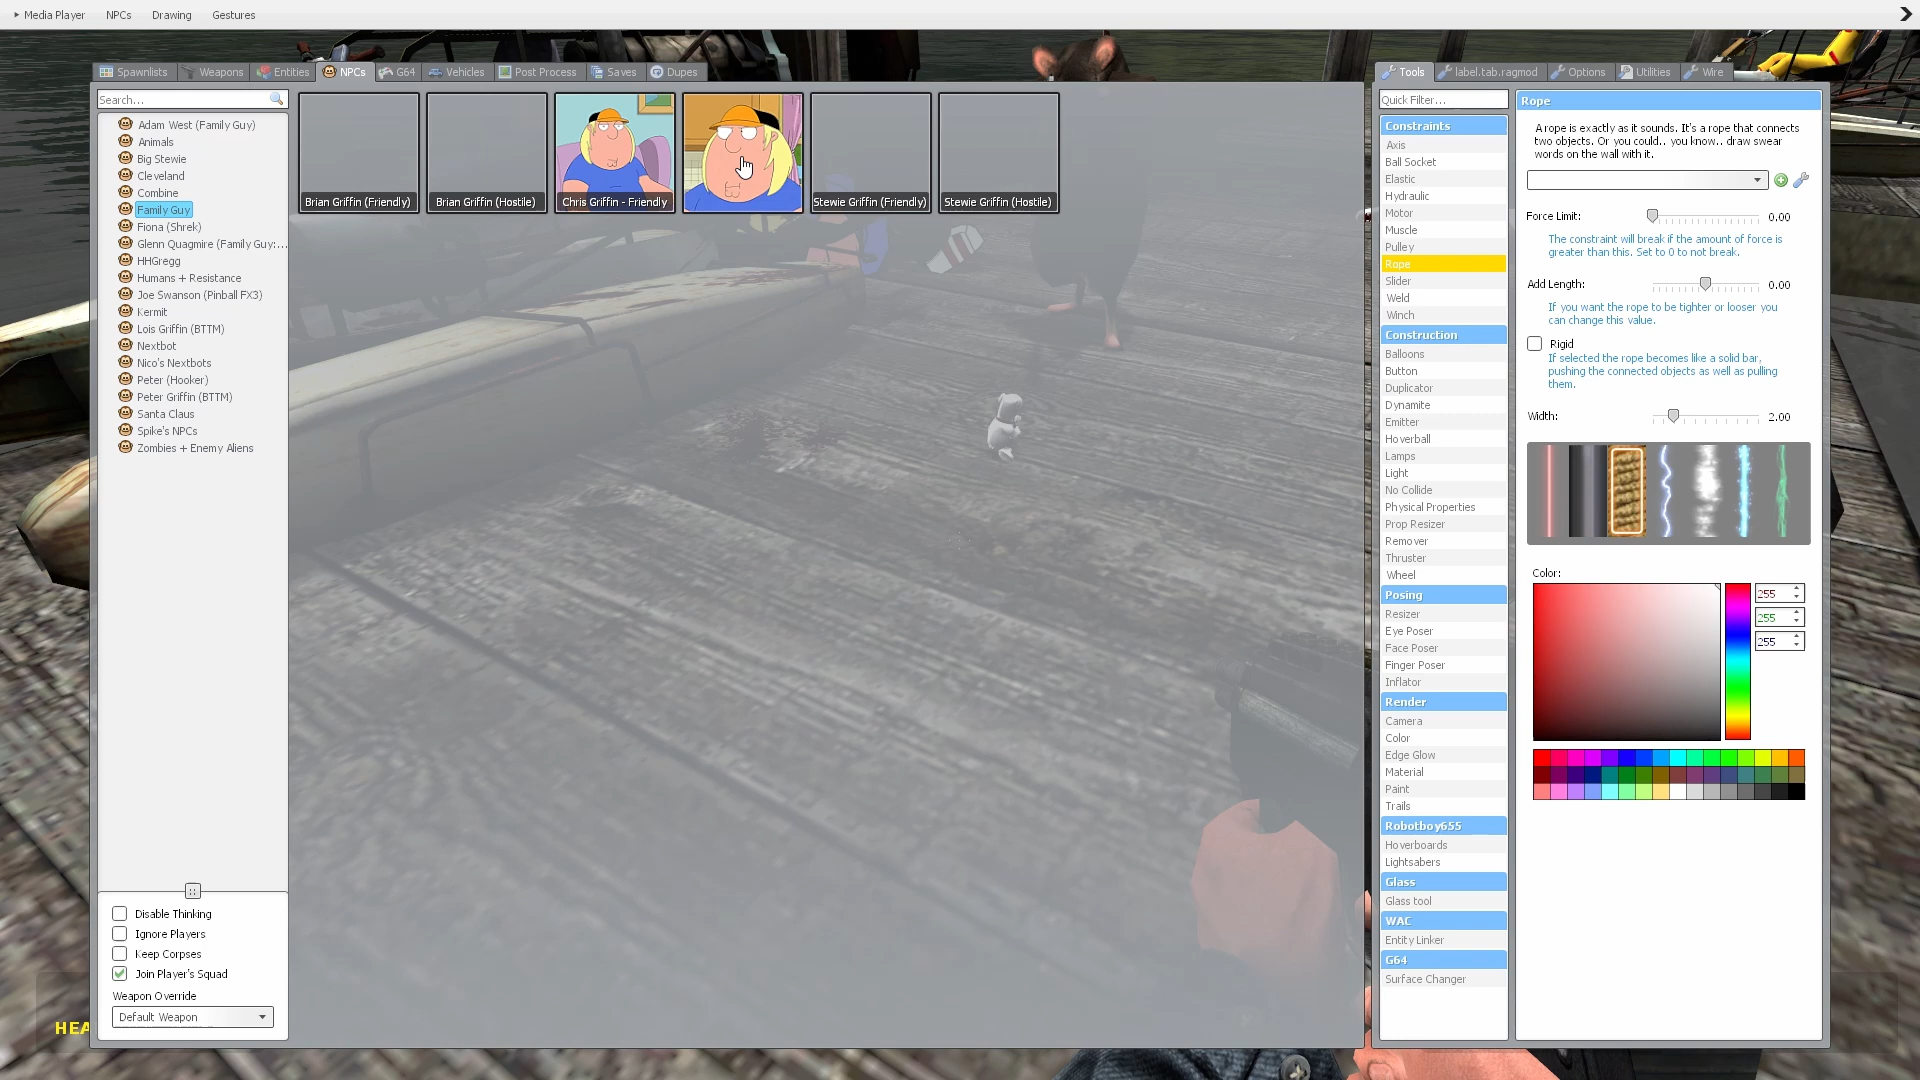 Media Player NPCs Drawing Gestures
Spawnlists Weapons Entities NPCs G64 Vehicles Post Process Saves Dupes
Search...
Adam West (Family Guy)
Animals
Big Stewie
Cleveland
Combine
Family Guy
Fiona (Shrek)
Glenn Quagmire (Family Guy:...
HHGregg
Humans + Resistance
Joe Swanson (Pinball FX3)
Kermit
Lois Griffin (BTTM)
Nextbot
Nico's Nextbots
Peter (Hooker)
Peter Griffin (BTTM)
Santa Claus
Spike's NPCs
Zombies + Enemy Aliens
Disable Thinking
Ignore Players
Keep Corpses
Join Player's Squad
Weapon Override
Default Weapon
HEA
Brian Griffin (Friendly) Brian Griffin (Hostile) Chris Griffin - Friendly Stewie Griffin (Friendly) Stewie Griffin (Hostile)
Tools label.tab.ragmod Options Utilities Wire
Quick Filter...
Constraints
Axis
Ball Socket
Elastic
Hydraulic
Motor
Muscle
Pulley
Rope
Slider
Weld
Winch
Construction
Balloons
Button
Duplicator
Dynamite
Emitter
Hoverball
Lamps
Light
No Collide
Physical Properties
Prop Resizer
Remover
Thruster
Wheel
Posing
Resizer
Eye Poser
Face Poser
Finger Poser
Inflator
Render
Camera
Color
Edge Glow
Material
Paint
Trails
Robotboy655
Hoverboards
Lightsabers
Glass
Glass tool
WAC
Entity Linker
G64
Surface Changer
Rope
A rope is exactly as it sounds. It's a rope that connects
two objects. Or you could.. you know.. draw swear
words on the wall with it.
Force Limit: 0.00
The constraint will break if the amount of force is
greater than this. Set to 0 to not break.
Add Length: 0.00
If you want the rope to be tighter or looser you
can change this value.
Rigid
If selected the rope becomes like a solid bar,
pushing the connected objects as well as pulling
them.
Width: 2.00
Color:
255
255
255